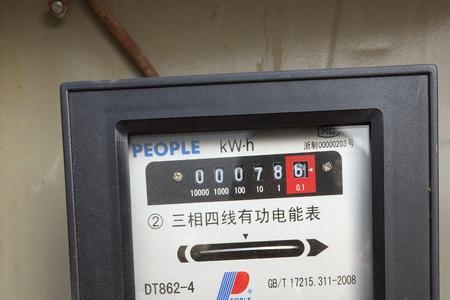 MC
PEOPLE kW·h 浙制00000203号
0 0 0 7 8 6
10000 1000 100 10 1 0.1
② 三相四线有功电能表
DT862-4 GB/T 17215.311-2008
PEOPLE